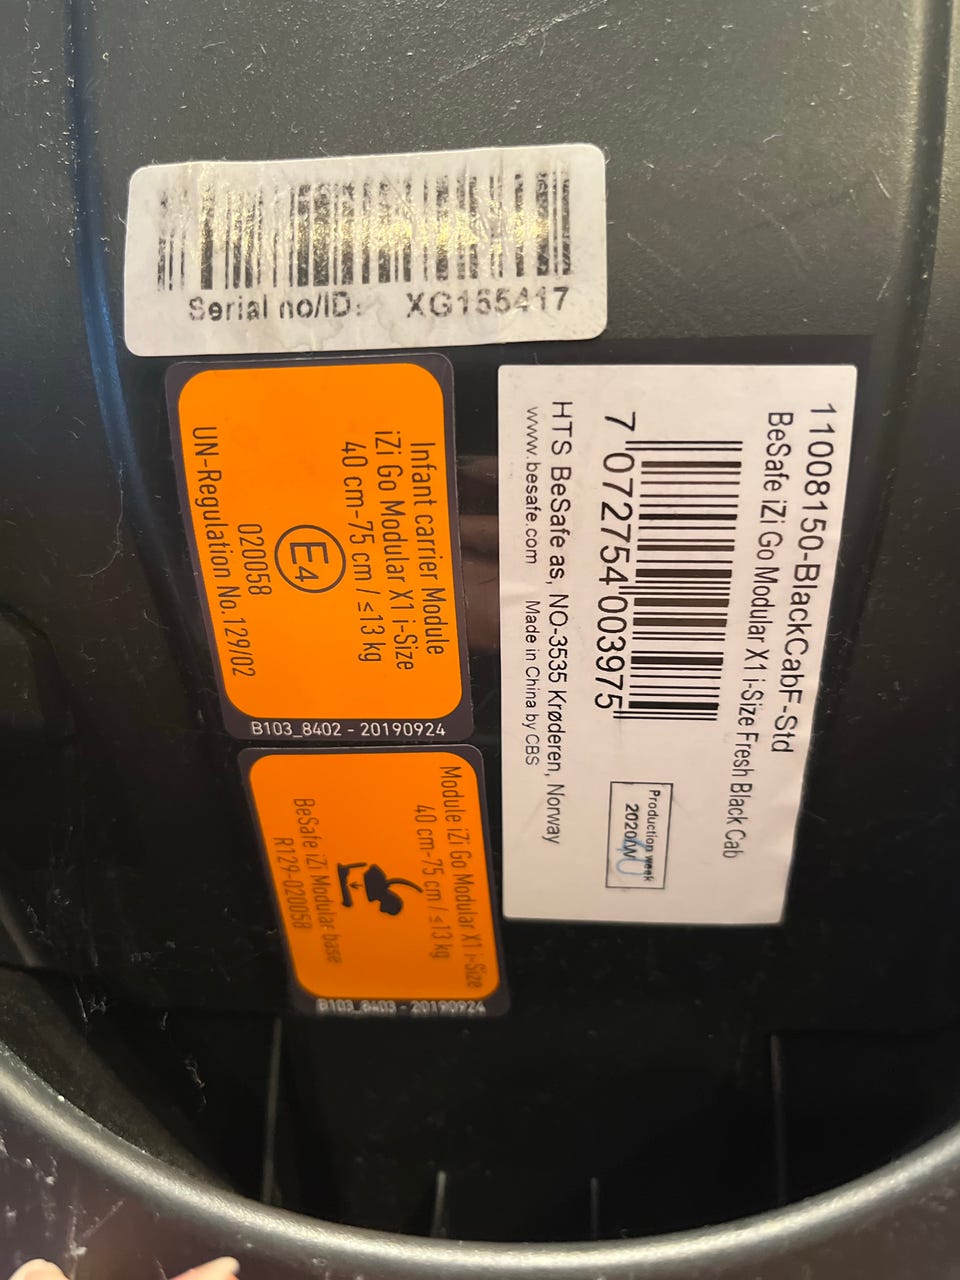 Serial no/ID: XG155417
11008150-BlackCabF-Std
BeSafe iZi Go Modular X1 i-Size Fresh Black Cab
7 072754 003975
Production week
2020/W
HTS BeSafe as, NO-3535 Krøderen, Norway
www.besafe.com Made in China by CBS
Infant carrier Module
iZi Go Modular X1 i-Size
40 cm-75 cm / ≤13 kg
E4
020058
UN-Regulation No.129/02
B103_8402 - 20190924
Module iZi Go Modular X1 i-Size
40 cm-75 cm / ≤13 kg
BeSafe iZi Modular base
R129-020058
B103_8403 - 20190924